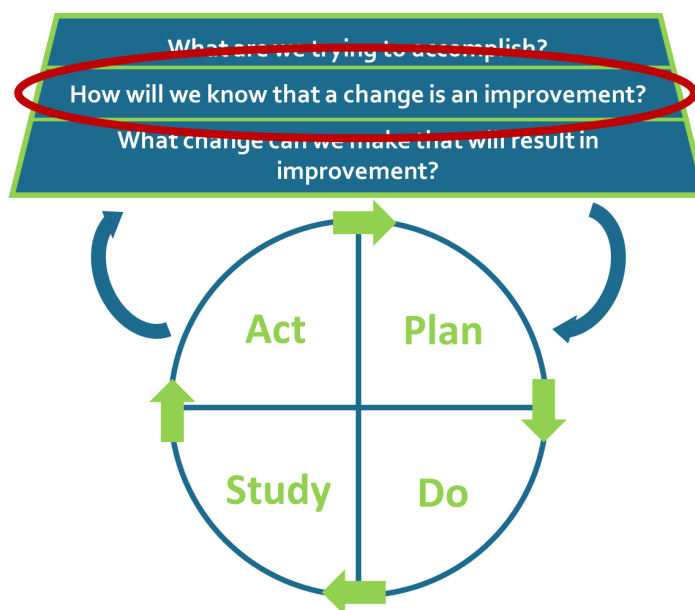 What are we trying to accomplish?
How will we know that a change is an improvement?
What change can we make that will result in
improvement?
Act
Plan
Study
Do